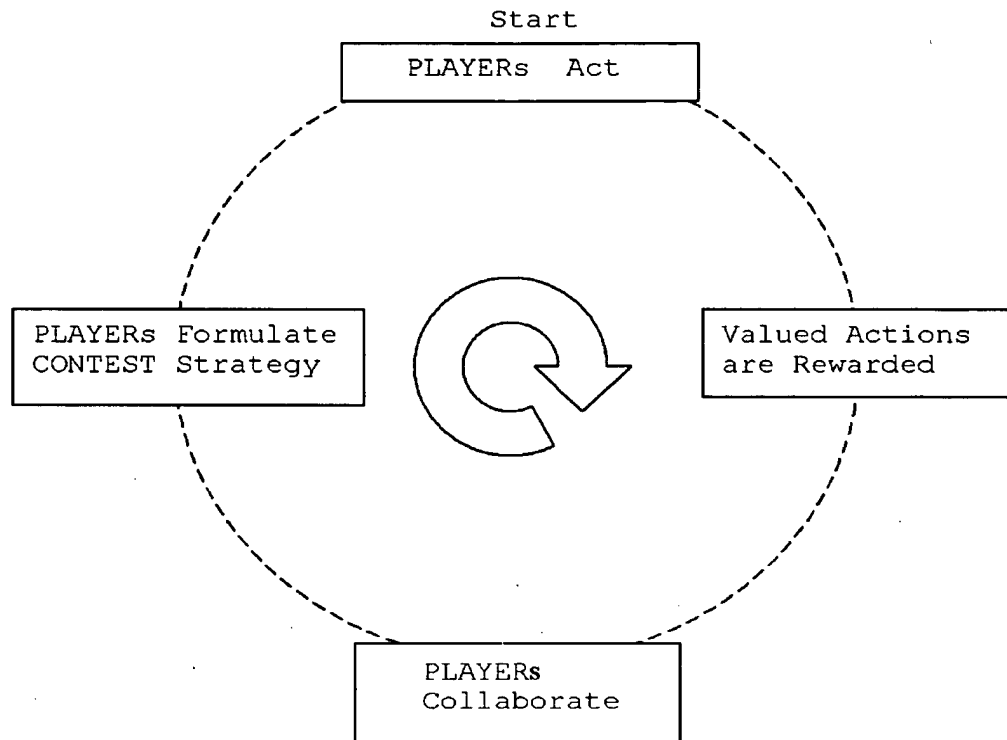 Start
PLAYERs Act
PLAYERs Formulate
CONTEST Strategy
Valued Actions
are Rewarded
PLAYERs
Collaborate